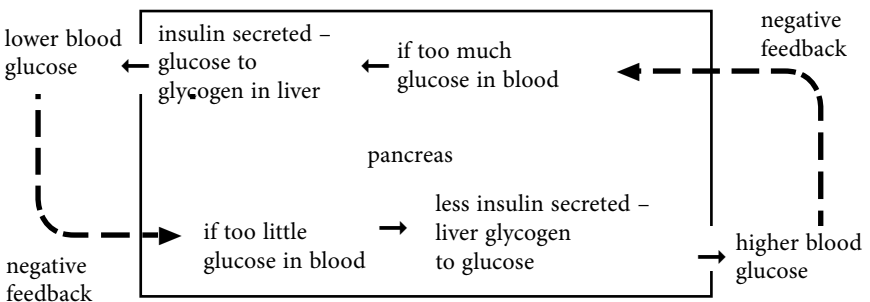 lower blood
glucose
insulin secreted –
glucose to
glycogen in liver
if too much
glucose in blood
negative
feedback
pancreas
negative
feedback
if too little
glucose in blood
less insulin secreted –
liver glycogen
to glucose
higher blood
glucose